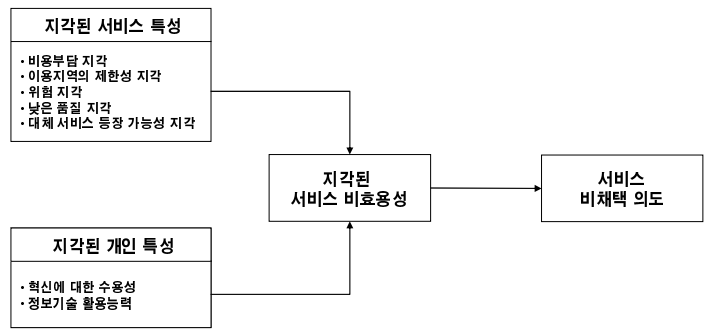 지각된 서비스 특성
• 비용부담 지각
• 이용지역의 제한성 지각
• 위험 지각
• 낮은 품질 지각
• 대체 서비스 등장 가능성 지각
지각된
서비스 비효용성
서비스
비채택 의도
지각된 개인 특성
• 혁신에 대한 수용성
• 정보기술 활용능력